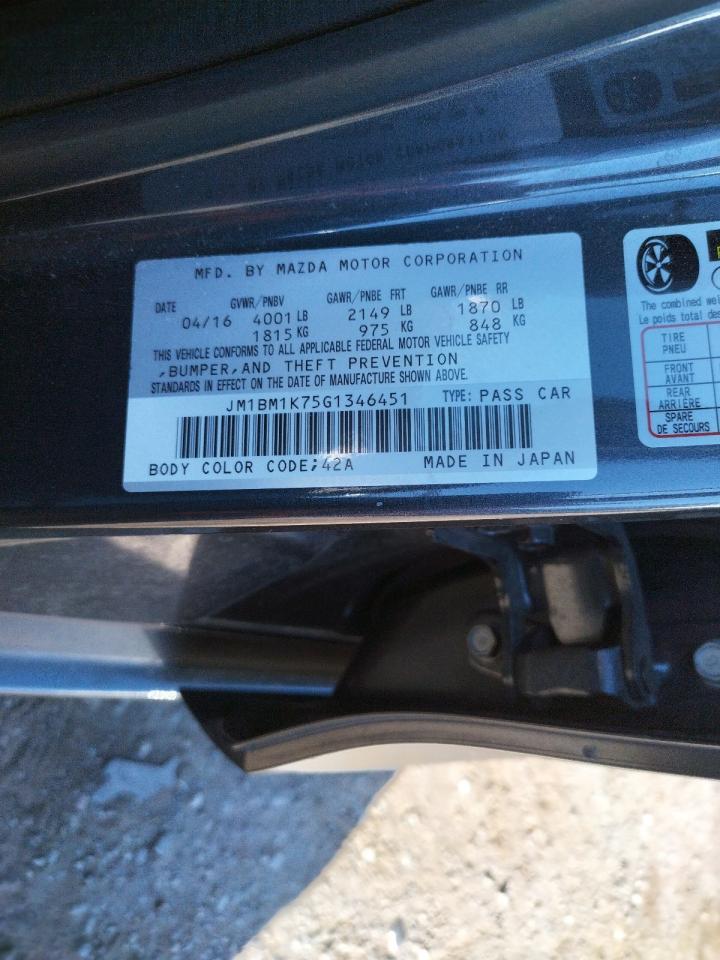 MFD. BY MAZDA MOTOR CORPORATION
DATE GVWR/PNBV GAWR/PNBE FRT GAWR/PNBE RR
04/16 4001 LB 2149 LB 1870 LB
1815 KG 975 KG 848 KG
THIS VEHICLE CONFORMS TO ALL APPLICABLE FEDERAL MOTOR VEHICLE SAFETY
,BUMPER,AND THEFT PREVENTION
STANDARDS IN EFFECT ON THE DATE OF MANUFACTURE SHOWN ABOVE.
JM1BM1K75G1346451 TYPE: PASS CAR
BODY COLOR CODE;42A MADE IN JAPAN
The combined wei
Le poids total des
TIRE
PNEU
FRONT
AVANT
REAR
ARRIÈRE
SPARE
DE SECOURS